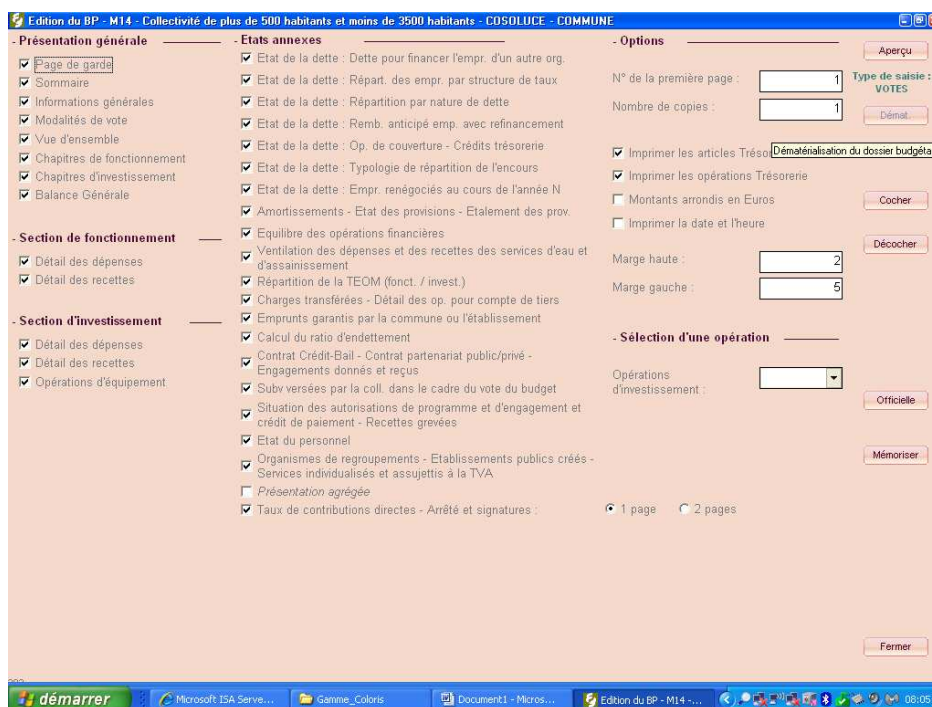 Edition du BP - M14 - Collectivité de plus de 500 habitants et moins de 3500 habitants - COSOLUCE - COMMUNE
- Présentation générale
Page de garde
Sommaire
Informations générales
Modalités de vote
Vue d'ensemble
Chapitres de fonctionnement
Chapitres d'investissement
Balance Générale
- Section de fonctionnement
Détail des dépenses
Détail des recettes
- Section d'investissement
Détail des dépenses
Détail des recettes
Opérations d'équipement
- Etats annexes
Etat de la dette : Dette pour financer l'empr. d'un autre org.
Etat de la dette : Répart. des empr. par structure de taux
Etat de la dette : Répartition par nature de dette
Etat de la dette : Remb. anticipé emp. avec refinancement
Etat de la dette : Op. de couverture - Crédits trésorerie
Etat de la dette : Typologie de répartition de l'encours
Etat de la dette : Empr. renégociés au cours de l'année N
Amortissements - Etat des provisions - Etalement des prov.
Equilibre des opérations financières
Ventilation des dépenses et des recettes des services d'eau et
d'assainissement
Répartition de la TEOM (fonct. / invest.)
Charges transférées - Détail des op. pour compte de tiers
Emprunts garantis par la commune ou l'établissement
Calcul du ratio d'endettement
Contrat Crédit-Bail - Contrat partenariat public/privé -
Engagements donnés et reçus
Subv versées par la coll. dans le cadre du vote du budget
Situation des autorisations de programme et d'engagement et
crédit de paiement - Recettes grevées
Etat du personnel
Organismes de regroupements - Etablissements publics créés -
Services individualisés et assujettis à la TVA
Présentation agrégée
Taux de contributions directes - Arrêté et signatures :
- Options
N° de la première page : 1
Nombre de copies : 1
Imprimer les articles Tréso
Imprimer les opérations Trésorerie
Montants arrondis en Euros
Imprimer la date et l'heure
Marge haute : 2
Marge gauche : 5
- Sélection d'une opération
Opérations
d'investissement :
1 page 2 pages
Aperçu
Type de saisie :
VOTES
Démat.
Dématérialisation du dossier budgéta
Cocher
Décocher
Officielle
Mémoriser
Fermer
démarrer Microsoft ISA Serve... Gamme_Coloris Document1 - Micros... Edition du BP - M14 -... 08:05